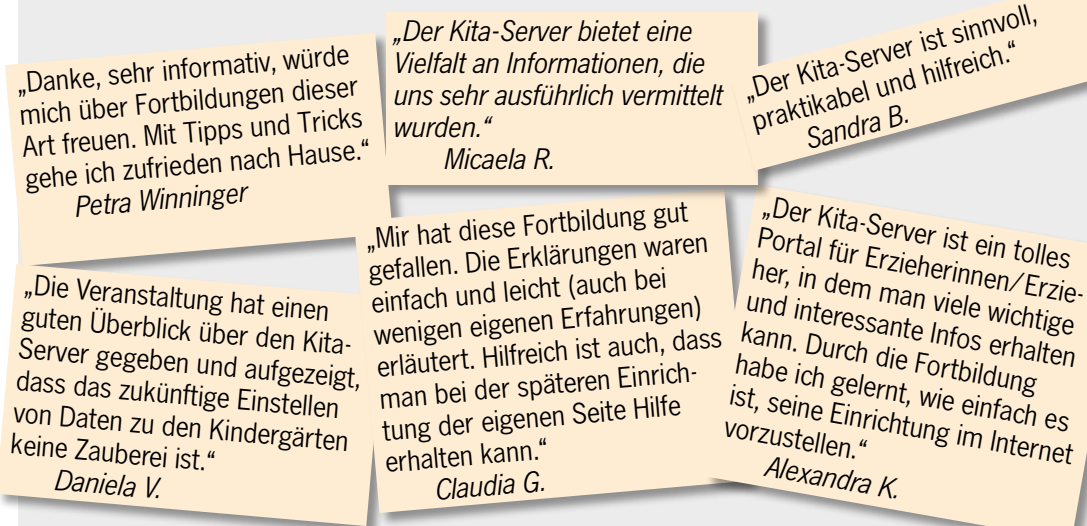 „Danke, sehr informativ, würde
mich über Fortbildungen dieser
Art freuen. Mit Tipps und Tricks
gehe ich zufrieden nach Hause.“
Petra Winninger
„Der Kita-Server bietet eine
Vielfalt an Informationen, die
uns sehr ausführlich vermittelt
wurden.“
Micaela R.
„Der Kita-Server ist sinnvoll,
praktikabel und hilfreich.“
Sandra B.
„Die Veranstaltung hat einen
guten Überblick über den Kita-
Server gegeben und aufgezeigt,
dass das zukünftige Einstellen
von Daten zu den Kindergärten
keine Zauberei ist.“
Daniela V.
„Mir hat diese Fortbildung gut
gefallen. Die Erklärungen waren
einfach und leicht (auch bei
wenigen eigenen Erfahrungen)
erläutert. Hilfreich ist auch, dass
man bei der späteren Einrich-
tung der eigenen Seite Hilfe
erhalten kann.“
Claudia G.
„Der Kita-Server ist ein tolles
Portal für Erzieherinnen/Erzie-
her, in dem man viele wichtige
und interessante Infos erhalten
kann. Durch die Fortbildung
habe ich gelernt, wie einfach es
ist, seine Einrichtung im Internet
vorzustellen.“
Alexandra K.